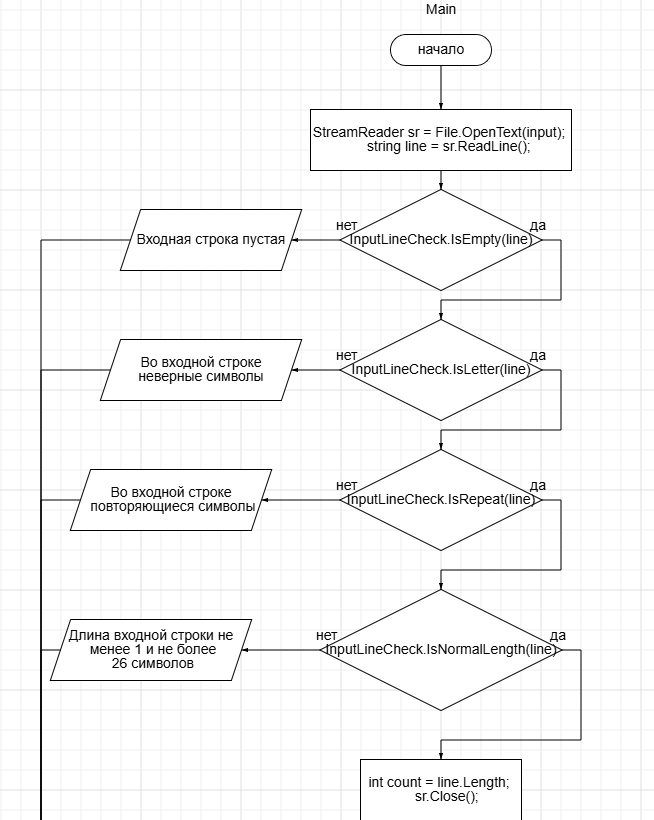 Main
начало
StreamReader sr = File.OpenText(input);
string line = sr.ReadLine();
нет
да
InputLineCheck.IsEmpty(line)
Входная строка пустая
нет
да
InputLineCheck.IsLetter(line)
Во входной строке
неверные символы
нет
да
InputLineCheck.IsRepeat(line)
Во входной строке
повторяющиеся символы
нет
да
InputLineCheck.IsNormalLength(line)
Длина входной строки не
менее 1 и не более
26 символов
int count = line.Length;
sr.Close();